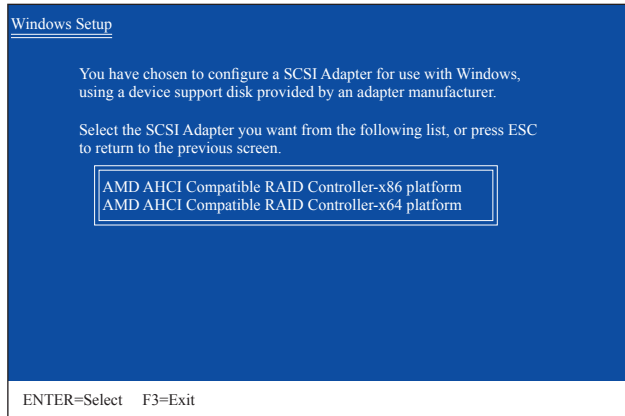 Windows Setup
You have chosen to configure a SCSI Adapter for use with Windows,
using a device support disk provided by an adapter manufacturer.
Select the SCSI Adapter you want from the following list, or press ESC
to return to the previous screen.
AMD AHCI Compatible RAID Controller-x86 platform
AMD AHCI Compatible RAID Controller-x64 platform
ENTER=Select F3=Exit